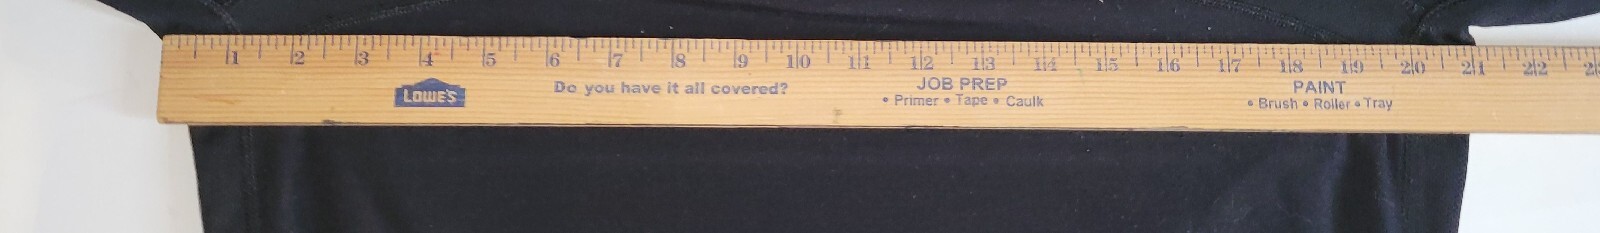 1 2 3 4 5 6 7 8 9 10 11 12 13 14 15 16 17 18 19 20 21 22
LOWE'S
Do you have it all covered?
JOB PREP
• Primer • Tape • Caulk
PAINT
• Brush • Roller • Tray